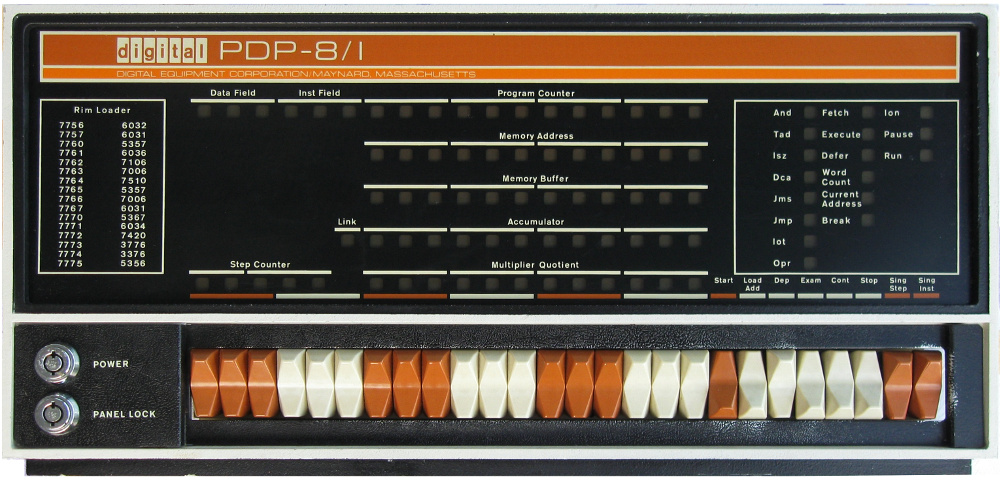 digital PDP-8/I
DIGITAL EQUIPMENT CORPORATION/MAYNARD, MASSACHUSETTS
Rim Loader
7756 6032
7757 6031
7760 5357
7761 6036
7762 7106
7763 7006
7764 7510
7765 5357
7766 7006
7767 6031
7770 5367
7771 6034
7772 7420
7773 3776
7774 3376
7775 5356
Data Field Inst Field Program Counter
Memory Address
Memory Buffer
Link Accumulator
Step Counter Multiplier Quotient
And Fetch Ion
Tad Execute Pause
Isz Defer Run
Dca Word Count
Jms Current Address
Jmp Break
Iot
Opr
Start Load Add Dep Exam Cont Stop Sing Step Sing Inst
POWER
PANEL LOCK